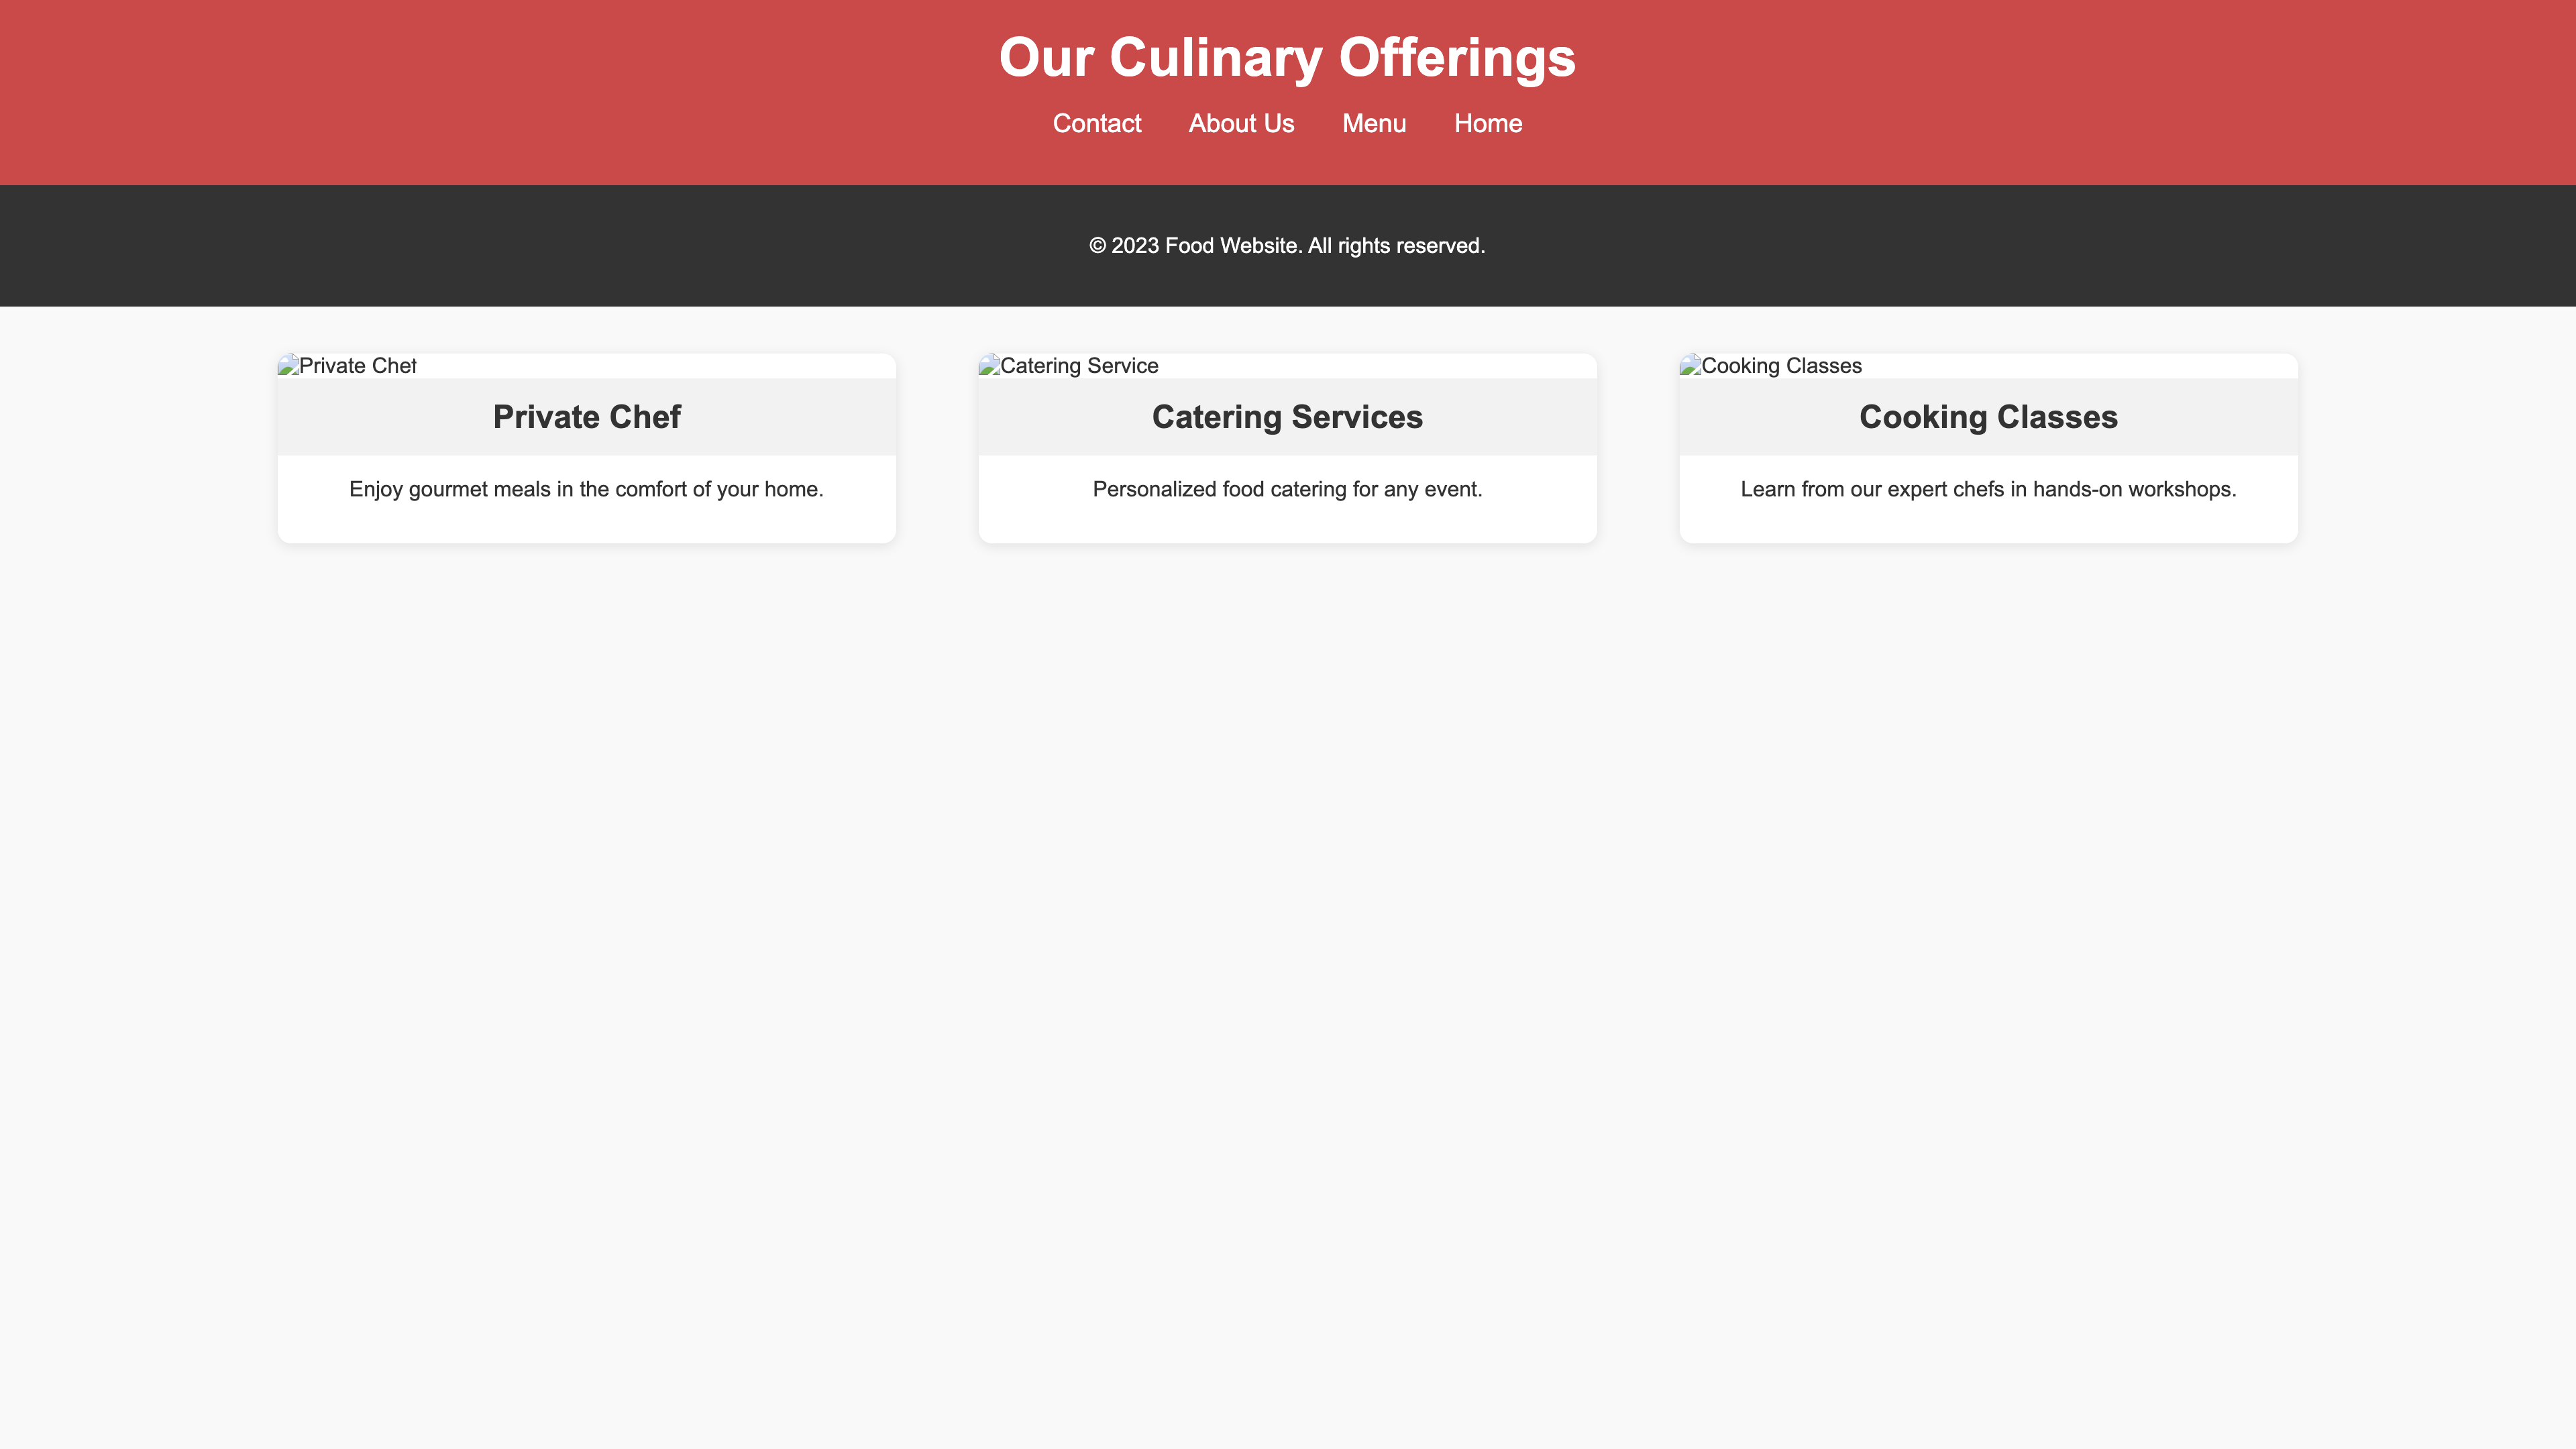 Our Culinary Offerings
Contact About Us Menu Home
© 2023 Food Website. All rights reserved.
Private Chef
Private Chef
Enjoy gourmet meals in the comfort of your home.
Catering Service
Catering Services
Personalized food catering for any event.
Cooking Classes
Cooking Classes
Learn from our expert chefs in hands-on workshops.